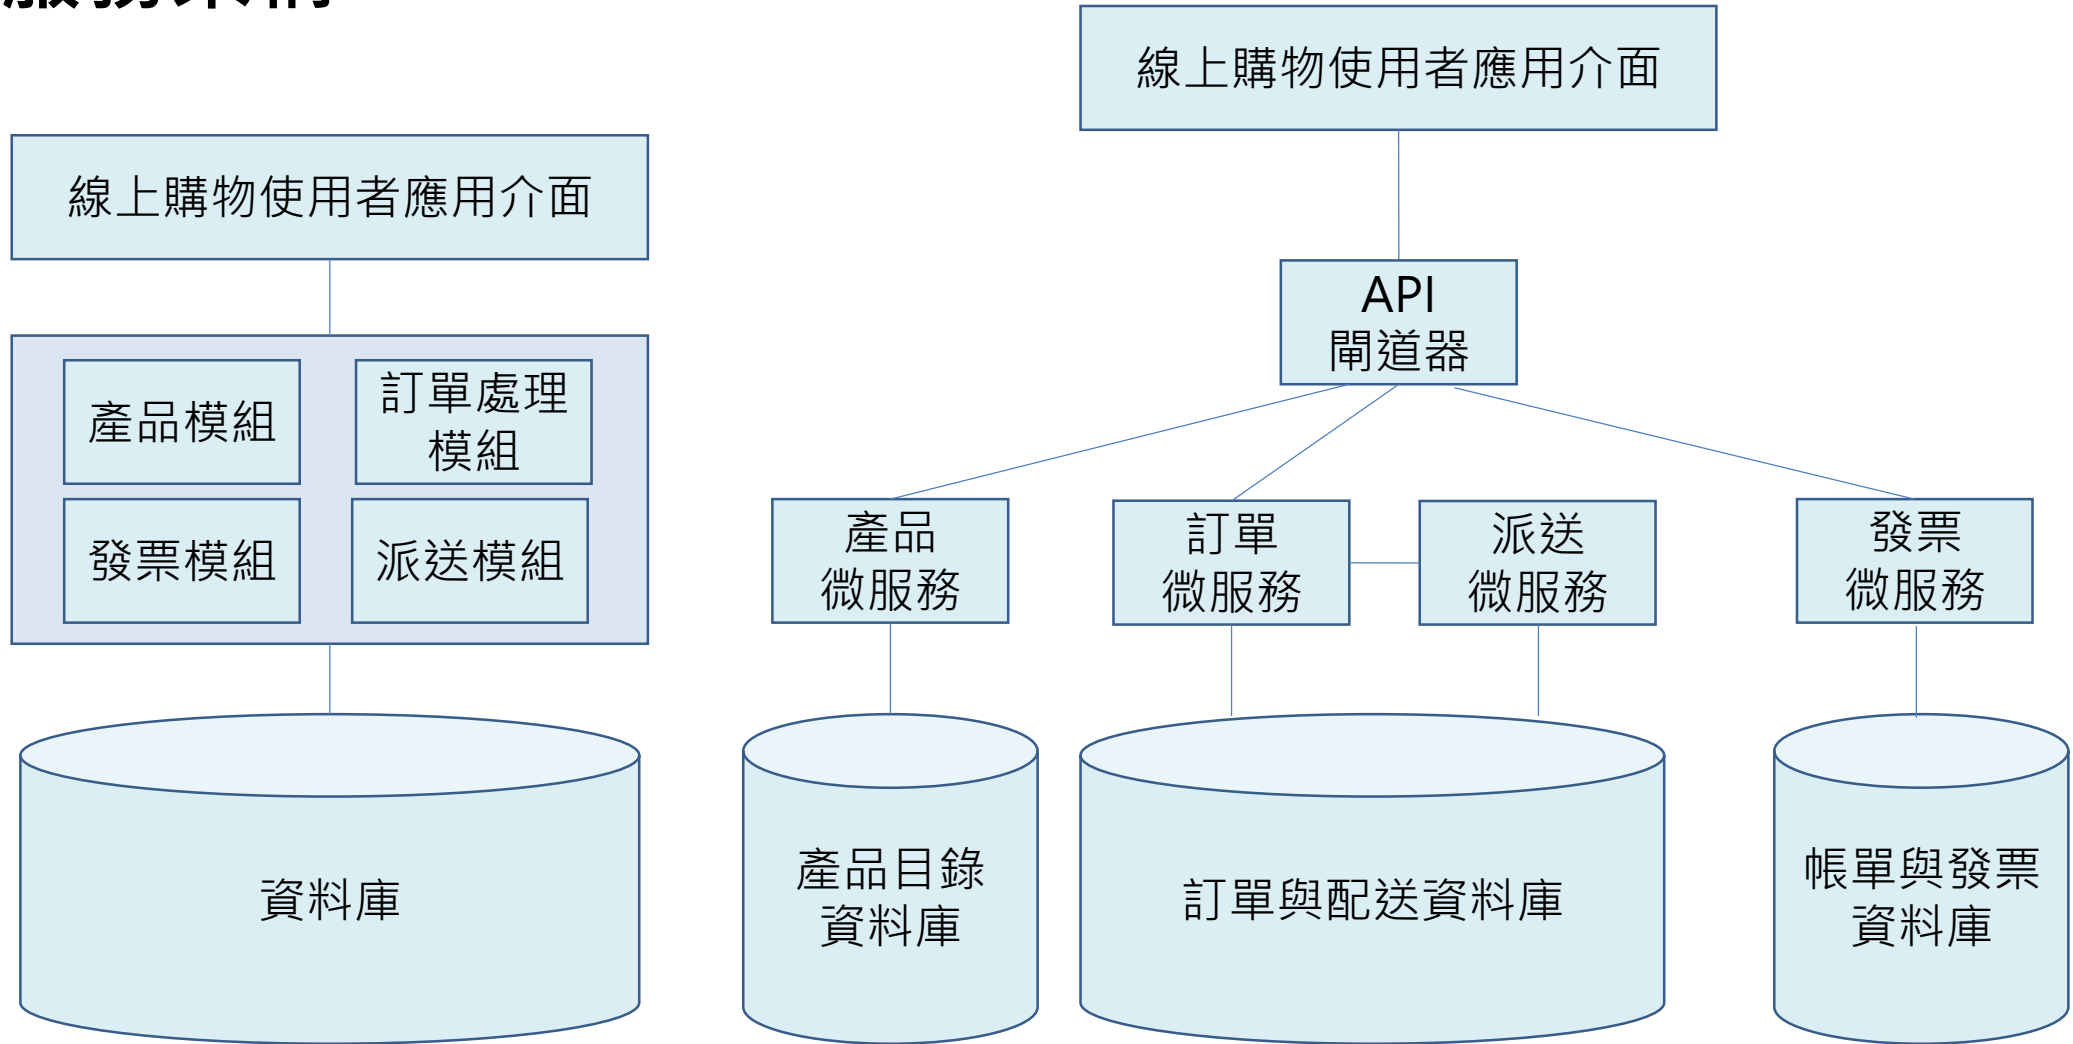 線上購物使用者應用介面
產品模組
訂單處理
模組
發票模組
派送模組
資料庫
線上購物使用者應用介面
API
閘道器
產品
微服務
訂單
微服務
派送
微服務
發票
微服務
產品目錄
資料庫
訂單與配送資料庫
帳單與發票
資料庫